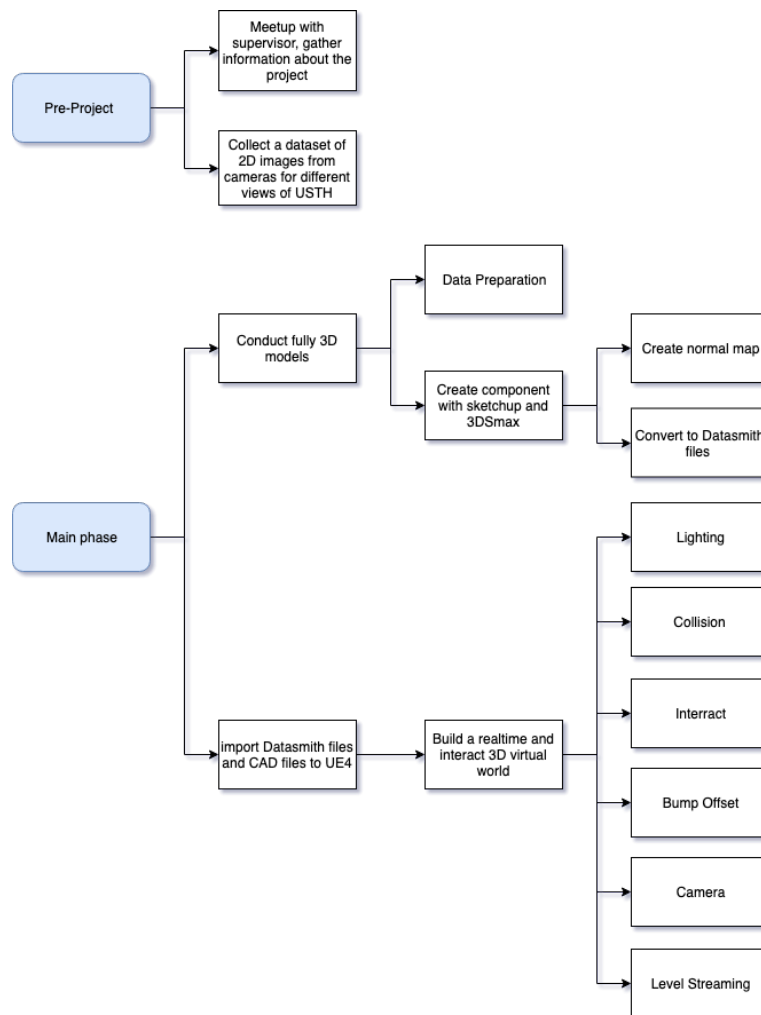 Meetup with
supervisor, gather
information about the
project
Pre-Project
Collect a dataset of
2D images from
cameras for different
views of USTH
Data Preparation
Conduct fully 3D
models
Create normal map
Create component
with sketchup and
3DSmax
Convert to Datasmith
files
Main phase
Lighting
Collision
Interract
import Datasmith files
and CAD files to UE4
Build a realtime and
interact 3D virtual
world
Bump Offset
Camera
Level Streaming